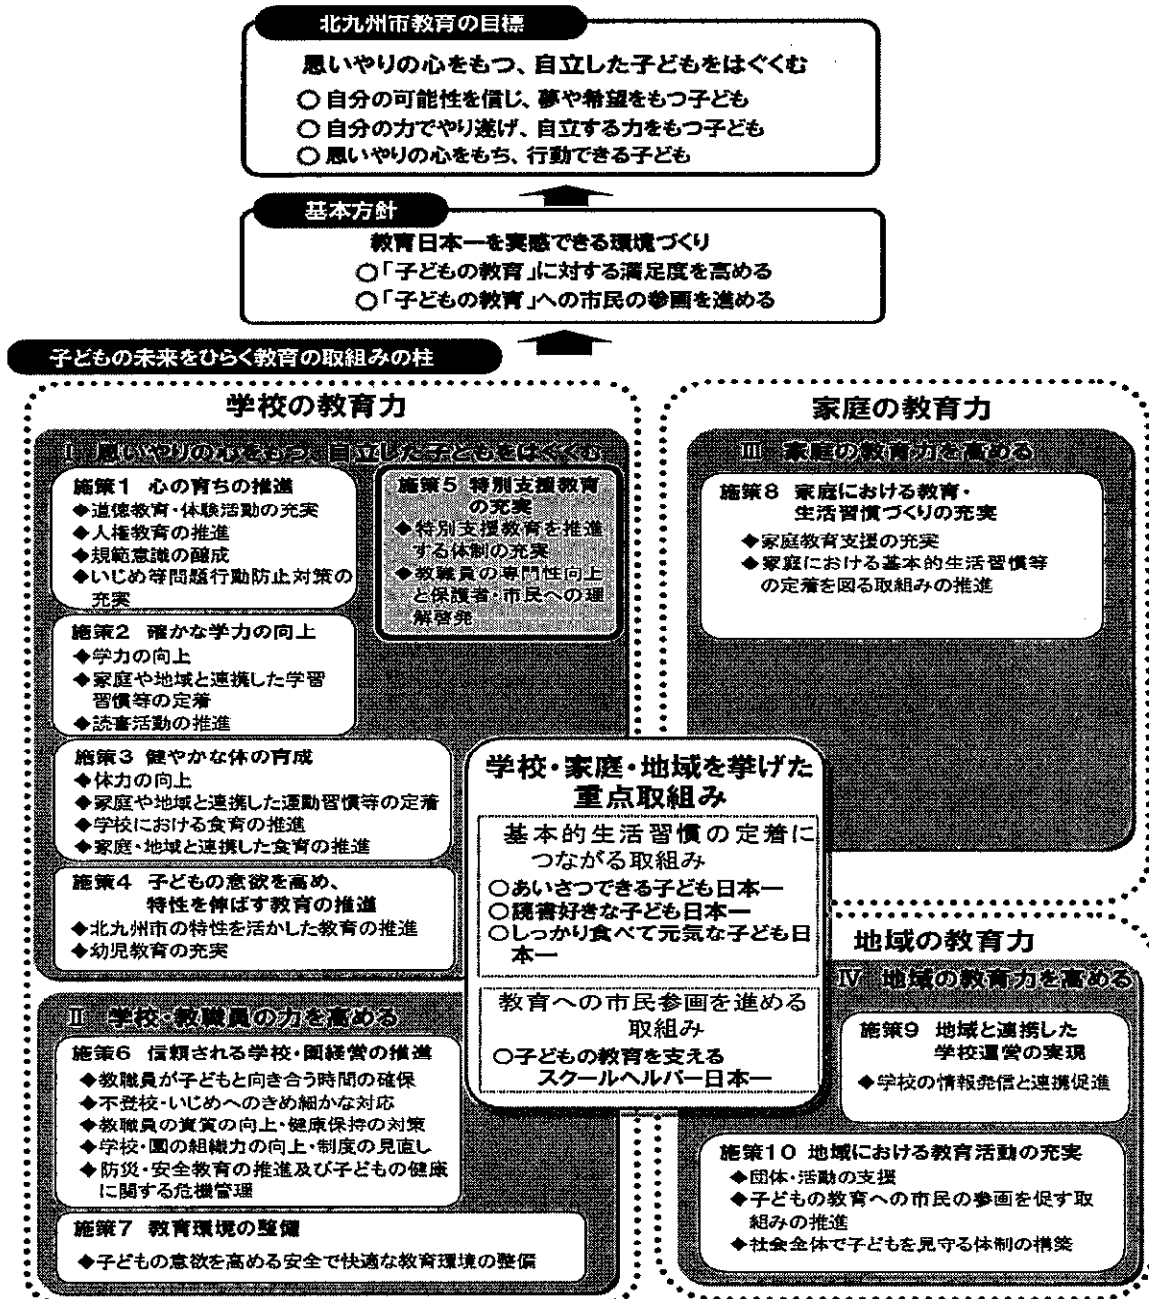 北九州市教育の目標
思いやりの心をもつ、自立した子どもをはぐくむ
○ 自分の可能性を信じ、夢や希望をもつ子ども
○ 自分の力でやり遂げ、自立する力をもつ子ども
○ 思いやりの心をもち、行動できる子ども
基本方針
教育日本一を実感できる環境づくり
○「子どもの教育」に対する満足度を高める
○「子どもの教育」への市民の参画を進める
子どもの未来をひらく教育の取組みの柱
学校の教育力
Ⅰ 思いやりの心をもつ、自立した子どもをはぐくむ
施策1 心の育ちの推進
◆道徳教育・体験活動の充実
◆人権教育の推進
◆規範意識の醸成
◆いじめ等問題行動防止対策の
充実
施策2 確かな学力の向上
◆学力の向上
◆家庭や地域と連携した学習
習慣等の定着
◆読書活動の推進
施策3 健やかな体の育成
◆体力の向上
◆家庭や地域と連携した運動習慣等の定着
◆学校における食育の推進
◆家庭・地域と連携した食育の推進
施策4 子どもの意欲を高め、
特性を伸ばす教育の推進
◆北九州市の特性を活かした教育の推進
◆幼児教育の充実
施策5 特別支援教育
の充実
◆特別支援教育を推進
する体制の充実
◆教職員の専門性向上
と保護者・市民への理
解啓発
Ⅱ 学校・教職員の力を高める
施策6 信頼される学校・園経営の推進
◆教職員が子どもと向き合う時間の確保
◆不登校・いじめへのきめ細かな対応
◆教職員の資質の向上・健康保持の対策
◆学校・園の組織力の向上・制度の見直し
◆防災・安全教育の推進及び子どもの健康
に関する危機管理
施策7 教育環境の整備
◆子どもの意欲を高める安全で快適な教育環境の整備
学校・家庭・地域を挙げた
重点取組み
基本的生活習慣の定着に
つながる取組み
○あいさつできる子ども日本一
○読書好きな子ども日本一
○しっかり食べて元気な子ども日
本一
教育への市民参画を進める
取組み
○子どもの教育を支える
スクールヘルパー日本一
家庭の教育力
Ⅲ 家庭の教育力を高める
施策8 家庭における教育・
生活習慣づくりの充実
◆家庭教育支援の充実
◆家庭における基本的生活習慣等
の定着を図る取組みの推進
地域の教育力
Ⅳ 地域の教育力を高める
施策9 地域と連携した
学校運営の実現
◆学校の情報発信と連携促進
施策10 地域における教育活動の充実
◆団体・活動の支援
◆子どもの教育への市民の参画を促す取
組みの推進
◆社会全体で子どもを見守る体制の構築